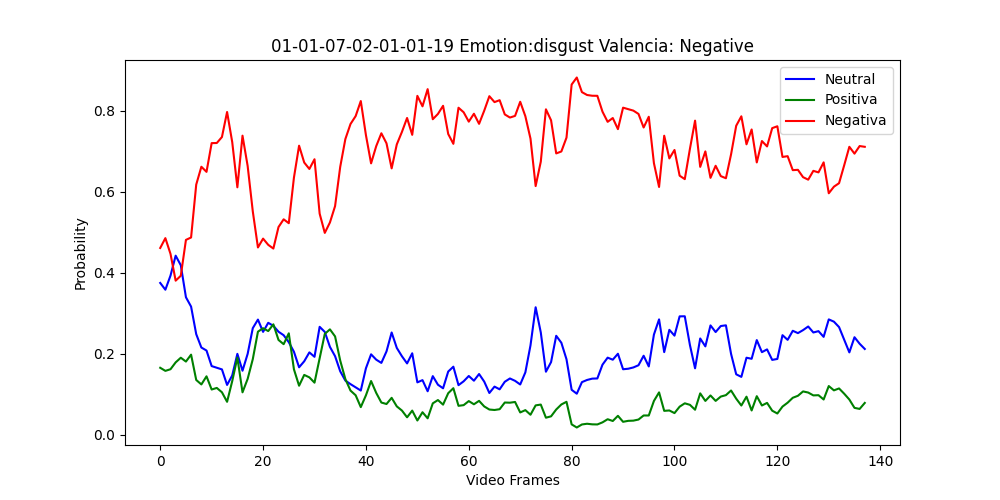 01-01-07-02-01-01-19 Emotion:disgust Valencia: Negative
Neutral
Positiva
Negativa
Probability
0.8
0.6
0.4
0.2
0.0
0 20 40 60 80 100 120 140
Video Frames